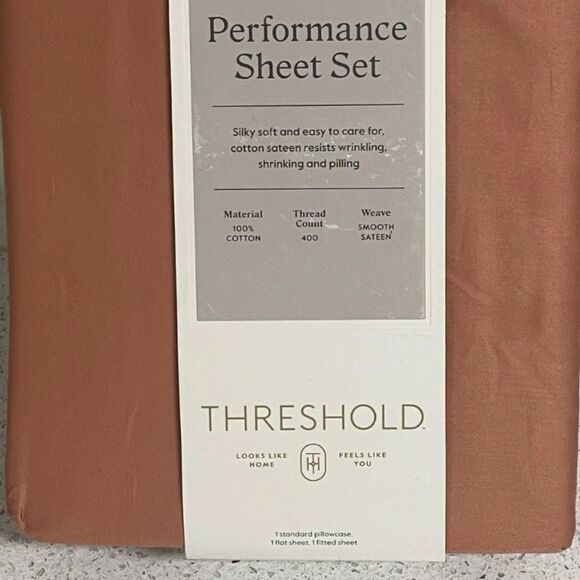 Performance
Sheet Set
Silky soft and easy to care for,
cotton sateen resists wrinkling,
shrinking and pilling
Material
100%
COTTON
Thread
Count
400
Weave
SMOOTH
SATEEN
THRESHOLD™
LOOKS LIKE
HOME
TH
FEELS LIKE
YOU
1 standard pillowcase,
1 flat sheet, 1 fitted sheet